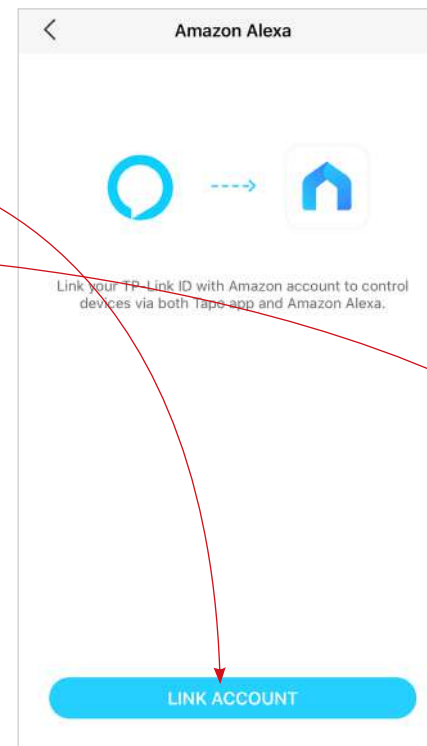 Amazon Alexa
Link your TP-Link ID with Amazon account to control
devices via both Tapo app and Amazon Alexa.
LINK ACCOUNT